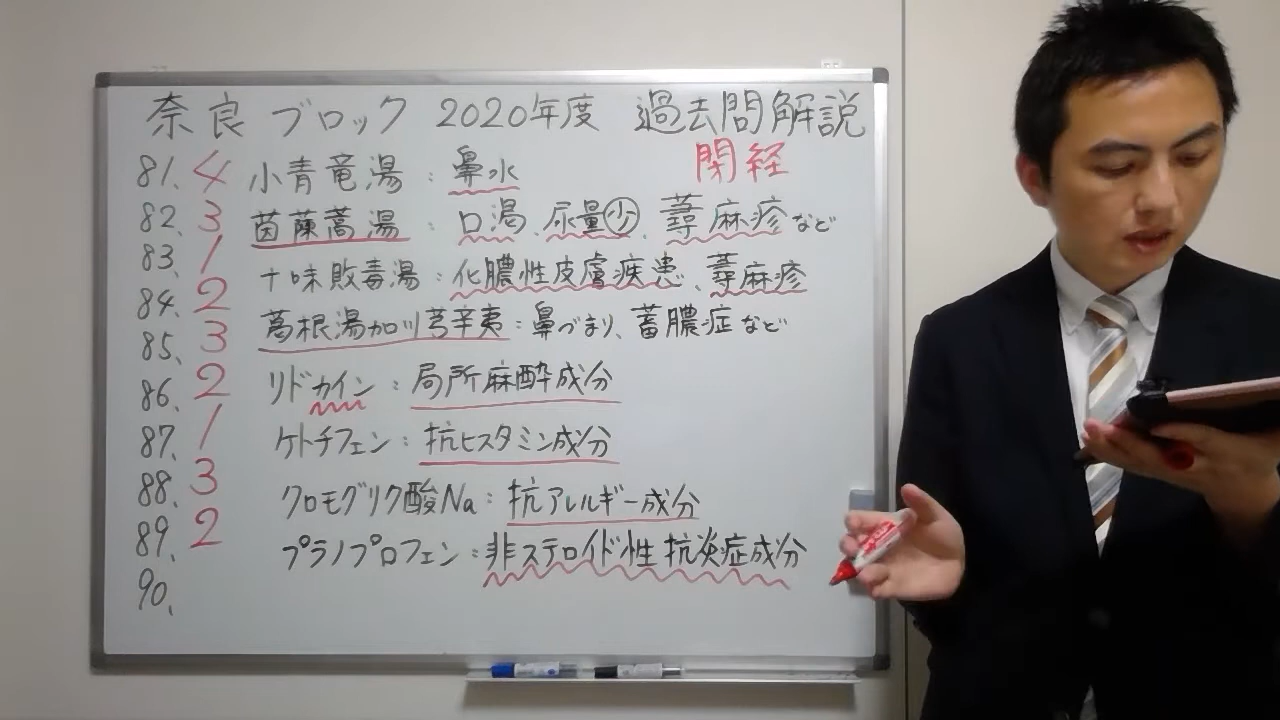 奈良ブロック 2020年度 過去問解説
閉経
81. 4 小青竜湯：鼻水
82. 3 茵蔯蒿湯：口渇、尿量少、蕁麻疹など
83. 1 十味敗毒湯：化膿性皮膚疾患、蕁麻疹
84. 2 葛根湯加川芎辛夷：鼻づまり、蓄膿症など
85. 3
86. 2 リドカイン：局所麻酔成分
87. 1 ケトチフェン：抗ヒスタミン成分
88. 3 クロモグリク酸Na：抗アレルギー成分
89. 2 プラノプロフェン：非ステロイド性抗炎症成分
90.